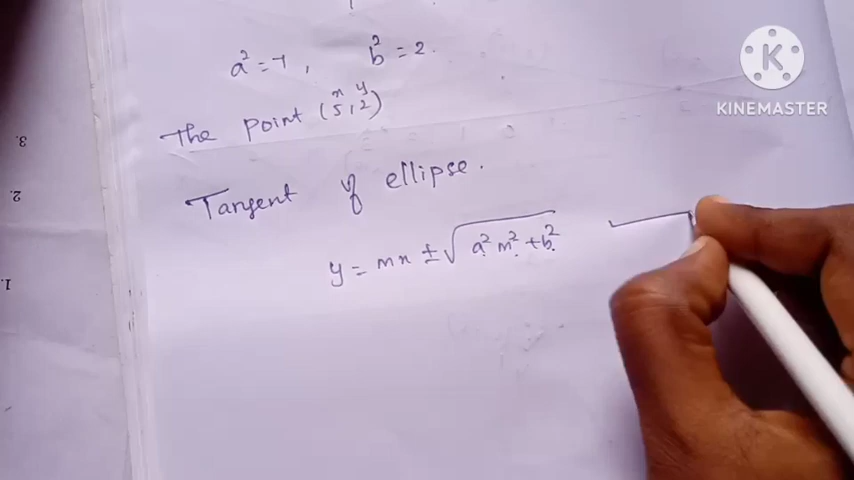 a² = 7, b² = 2.
x y
The point (5, 2)
Tangent of ellipse.
y = mx ± √a²m² + b²
KINEMASTER
3.
2.
1.